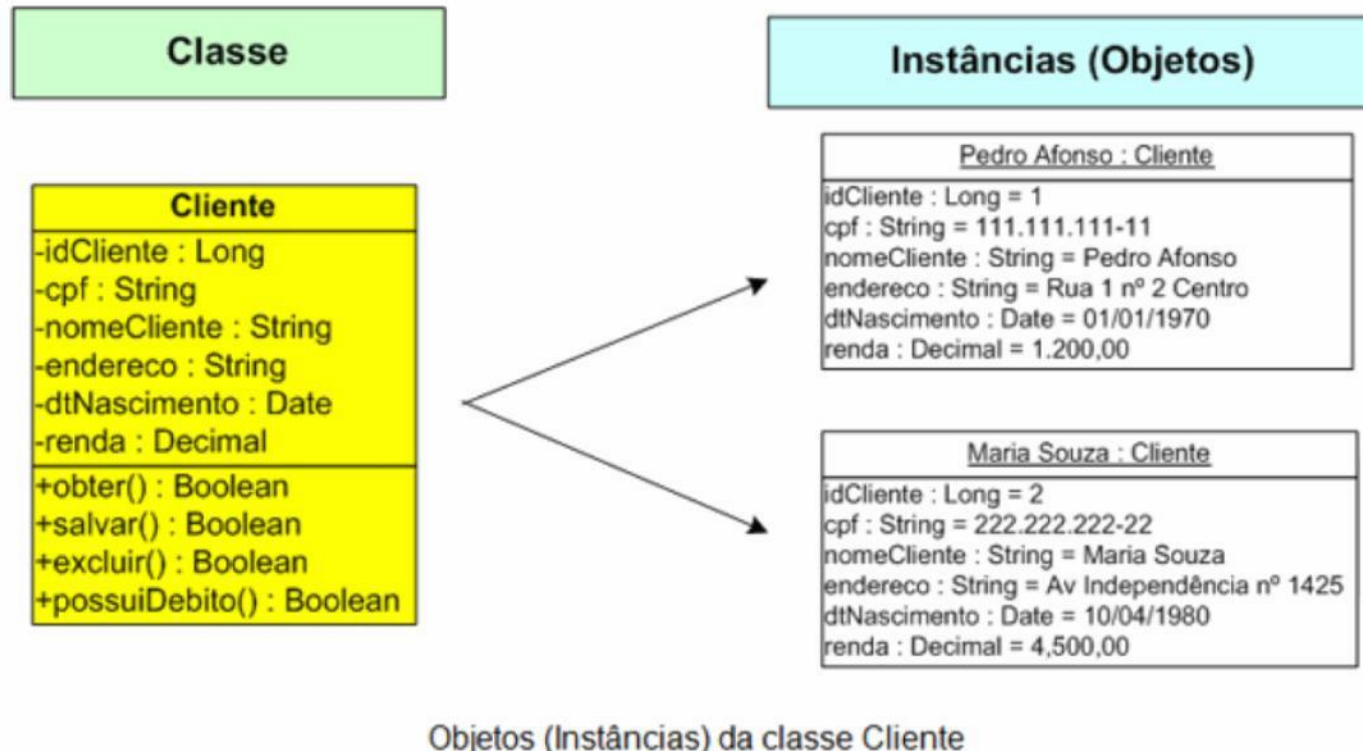 Classe
Instâncias (Objetos)
Cliente
-idCliente : Long
-cpf : String
-nomeCliente : String
-endereco : String
-dtNascimento : Date
-renda : Decimal
+obter() : Boolean
+salvar() : Boolean
+excluir() : Boolean
+possuiDebito() : Boolean
Pedro Afonso : Cliente
idCliente : Long = 1
cpf : String = 111.111.111-11
nomeCliente : String = Pedro Afonso
endereco : String = Rua 1 nº 2 Centro
dtNascimento : Date = 01/01/1970
renda : Decimal = 1.200,00
Maria Souza : Cliente
idCliente : Long = 2
cpf : String = 222.222.222-22
nomeCliente : String = Maria Souza
endereco : String = Av Independência nº 1425
dtNascimento : Date = 10/04/1980
renda : Decimal = 4,500,00
Objetos (Instâncias) da classe Cliente